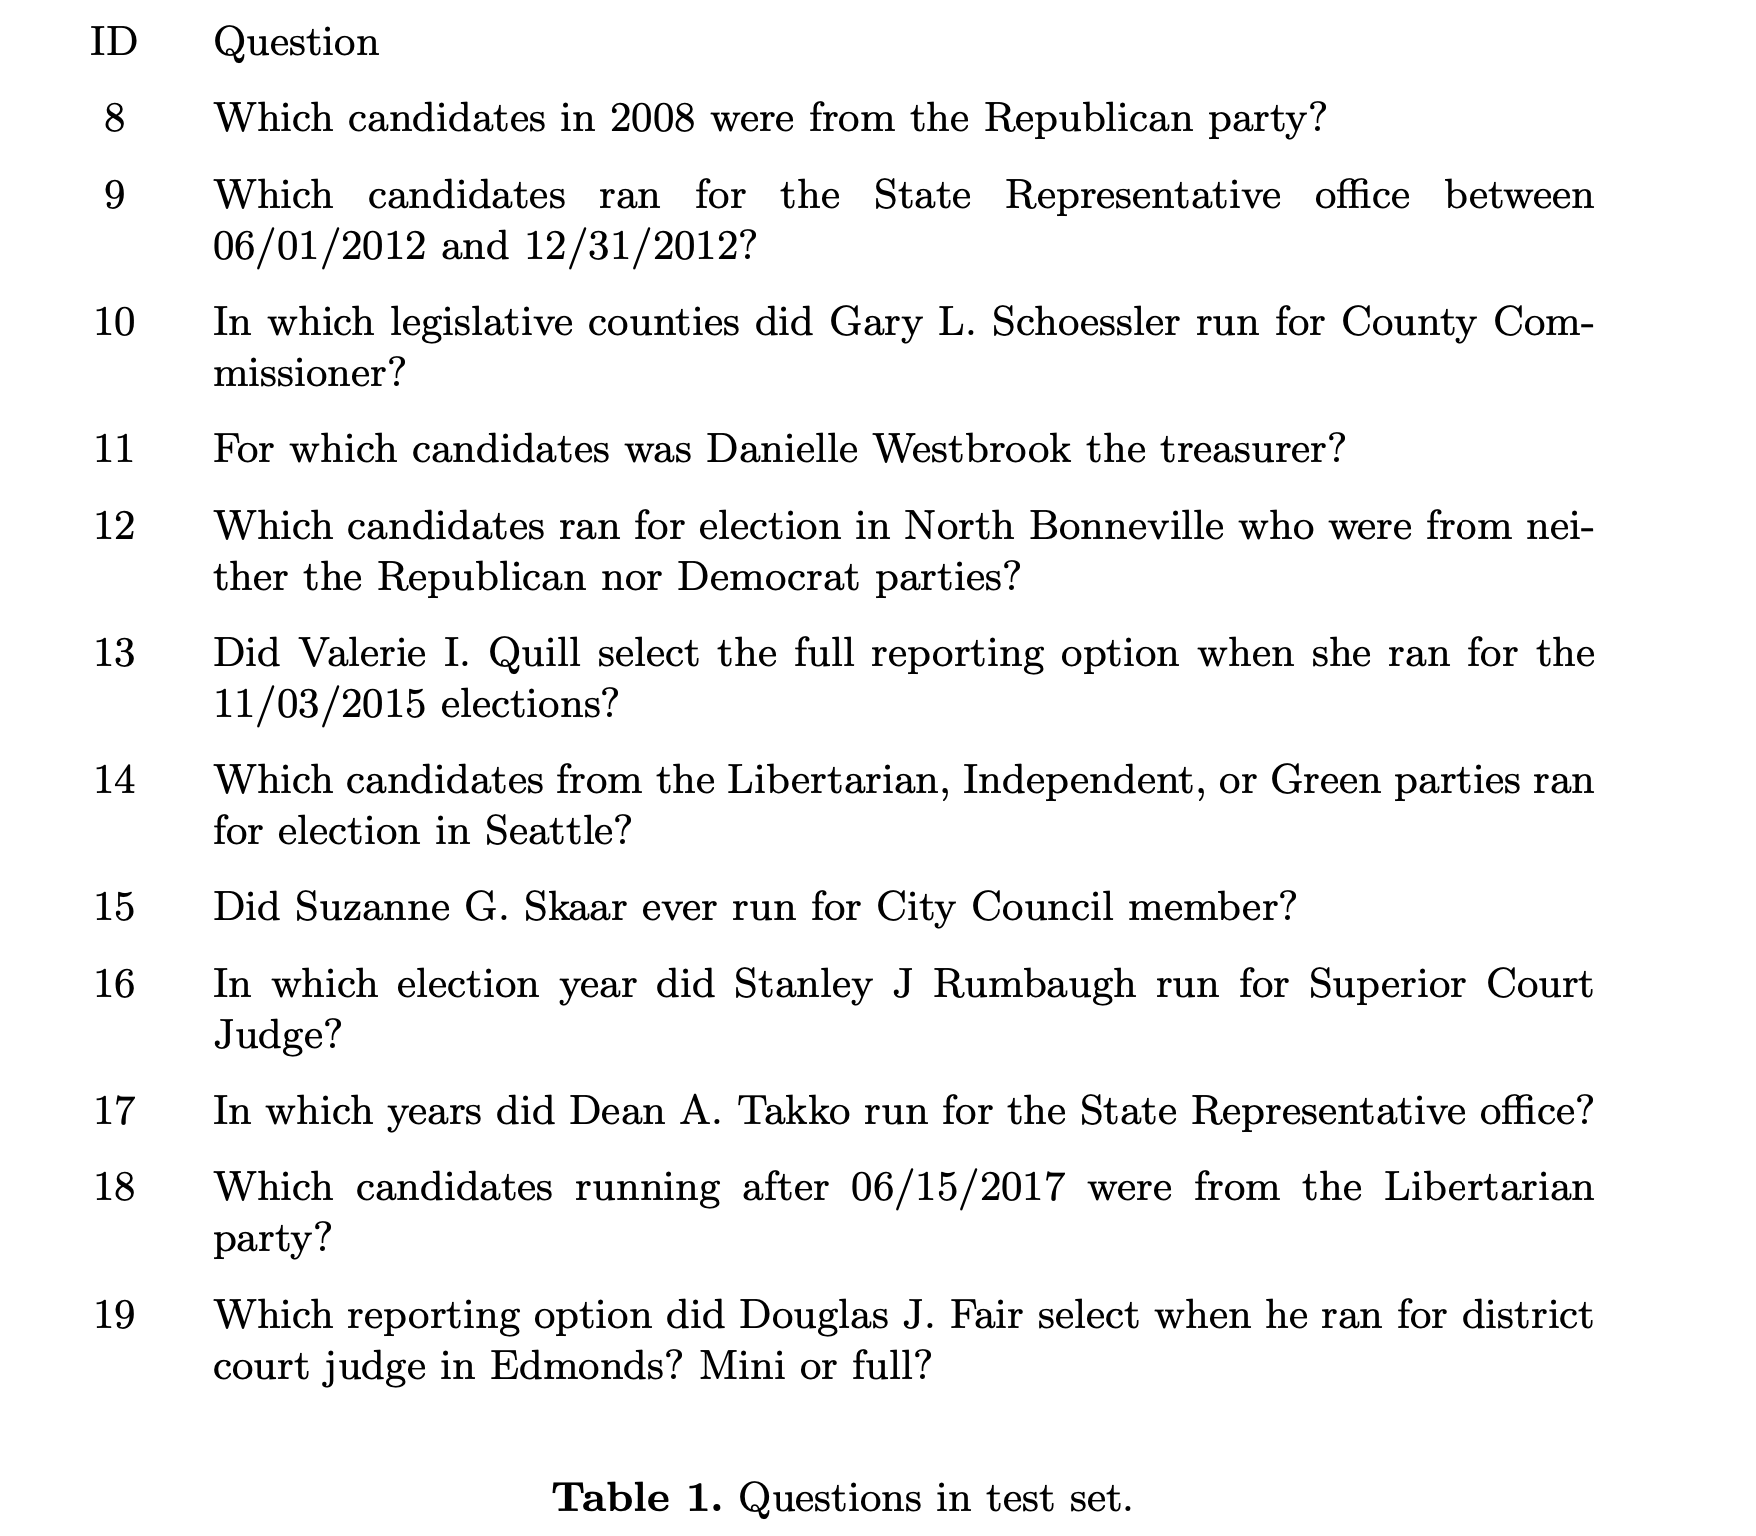 ID Question
8 Which candidates in 2008 were from the Republican party?
9 Which candidates ran for the State Representative office between
06/01/2012 and 12/31/2012?
10 In which legislative counties did Gary L. Schoessler run for County Com-
missioner?
11 For which candidates was Danielle Westbrook the treasurer?
12 Which candidates ran for election in North Bonneville who were from nei-
ther the Republican nor Democrat parties?
13 Did Valerie I. Quill select the full reporting option when she ran for the
11/03/2015 elections?
14 Which candidates from the Libertarian, Independent, or Green parties ran
for election in Seattle?
15 Did Suzanne G. Skaar ever run for City Council member?
16 In which election year did Stanley J Rumbaugh run for Superior Court
Judge?
17 In which years did Dean A. Takko run for the State Representative office?
18 Which candidates running after 06/15/2017 were from the Libertarian
party?
19 Which reporting option did Douglas J. Fair select when he ran for district
court judge in Edmonds? Mini or full?
Table 1. Questions in test set.